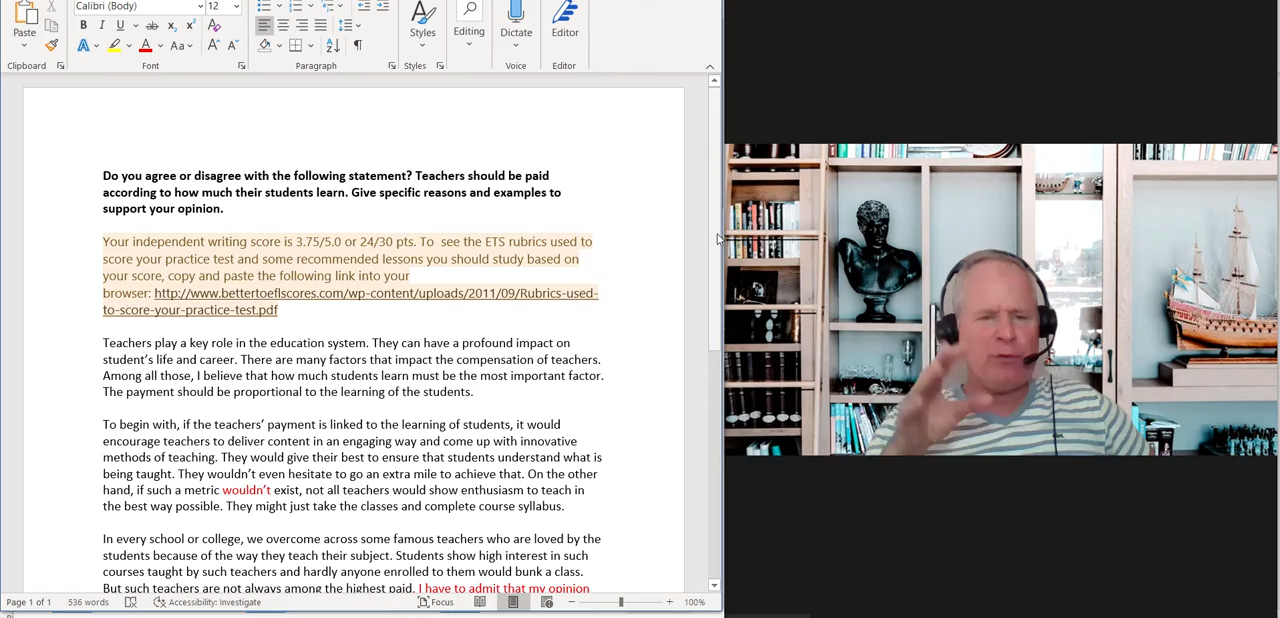 Calibri (Body)
12
Paste
Styles
Editing
Dictate
Editor
Clipboard
Font
Paragraph
Styles
Voice
Editor
Do you agree or disagree with the following statement? Teachers should be paid
according to how much their students learn. Give specific reasons and examples to
support your opinion.
Your independent writing score is 3.75/5.0 or 24/30 pts. To see the ETS rubrics used to
score your practice test and some recommended lessons you should study based on
your score, copy and paste the following link into your
browser: http://www.bettertoeflscores.com/wp-content/uploads/2011/09/Rubrics-used-
to-score-your-practice-test.pdf
Teachers play a key role in the education system. They can have a profound impact on
student's life and career. There are many factors that impact the compensation of teachers.
Among all those, I believe that how much students learn must be the most important factor.
The payment should be proportional to the learning of the students.
To begin with, if the teachers' payment is linked to the learning of students, it would
encourage teachers to deliver content in an engaging way and come up with innovative
methods of teaching. They would give their best to ensure that students understand what is
being taught. They wouldn't even hesitate to go an extra mile to achieve that. On the other
hand, if such a metric wouldn't exist, not all teachers would show enthusiasm to teach in
the best way possible. They might just take the classes and complete course syllabus.
In every school or college, we overcome across some famous teachers who are loved by the
students because of the way they teach their subject. Students show high interest in such
courses taught by such teachers and hardly anyone enrolled to them would bunk a class.
But such teachers are not always among the highest paid. I have to admit that my opinion
Page 1 of 1
536 words
Accessibility: Investigate
Focus
100%